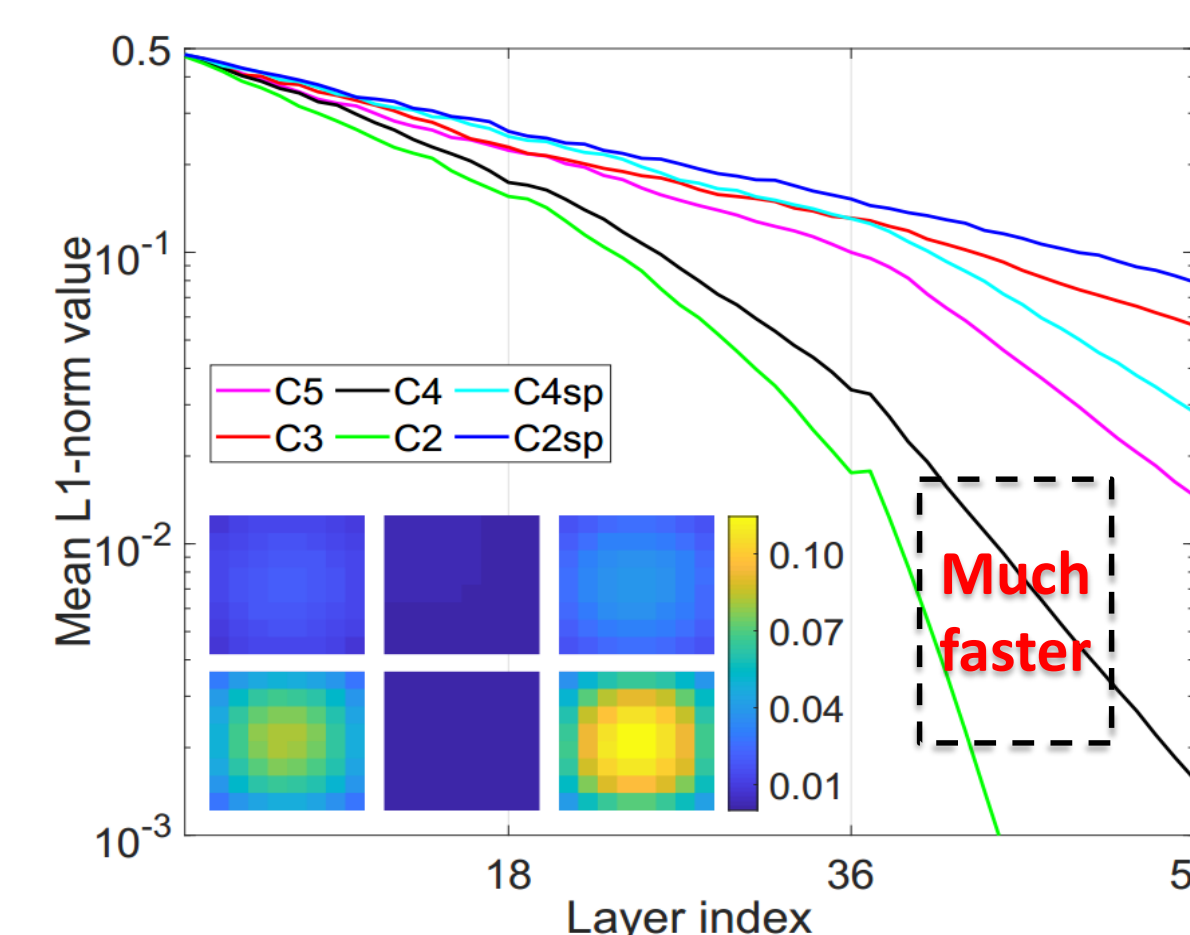 0.5
10-1
10-2
10-3
Mean L1-norm value
C5 C4 C4sp
C3 C2 C2sp
0.10
0.07
0.04
0.01
Much
faster
18 36 5
Layer index